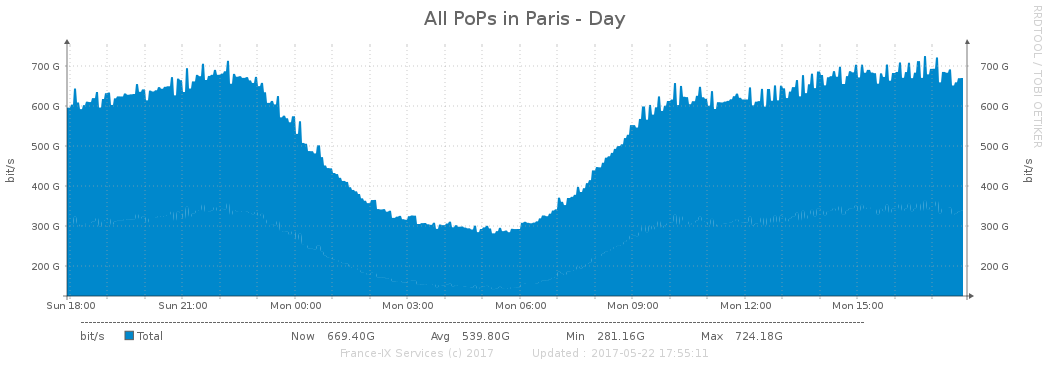 All PoPs in Paris - Day
RRDTOOL / TOBI OETIKER
bit/s
bit/s
700 G 700 G
600 G 600 G
500 G 500 G
400 G 400 G
300 G 300 G
200 G 200 G
Sun 18:00 Sun 21:00 Mon 00:00 Mon 03:00 Mon 06:00 Mon 09:00 Mon 12:00 Mon 15:00
bit/s Total Now 669.40G Avg 539.80G Min 281.16G Max 724.18G
France-IX Services (c) 2017 Updated : 2017-05-22 17:55:11